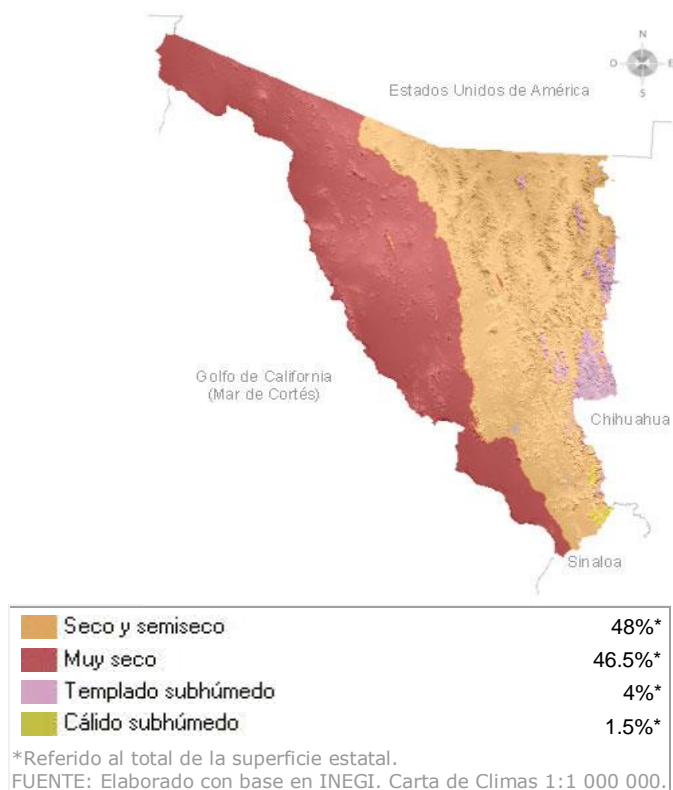 N
O E
S
Estados Unidos de América
Golfo de California
(Mar de Cortés)
Chihuahua
Sinaloa
Seco y semiseco 48%*
Muy seco 46.5%*
Templado subhúmedo 4%*
Cálido subhúmedo 1.5%*
*Referido al total de la superficie estatal.
FUENTE: Elaborado con base en INEGI. Carta de Climas 1:1 000 000.